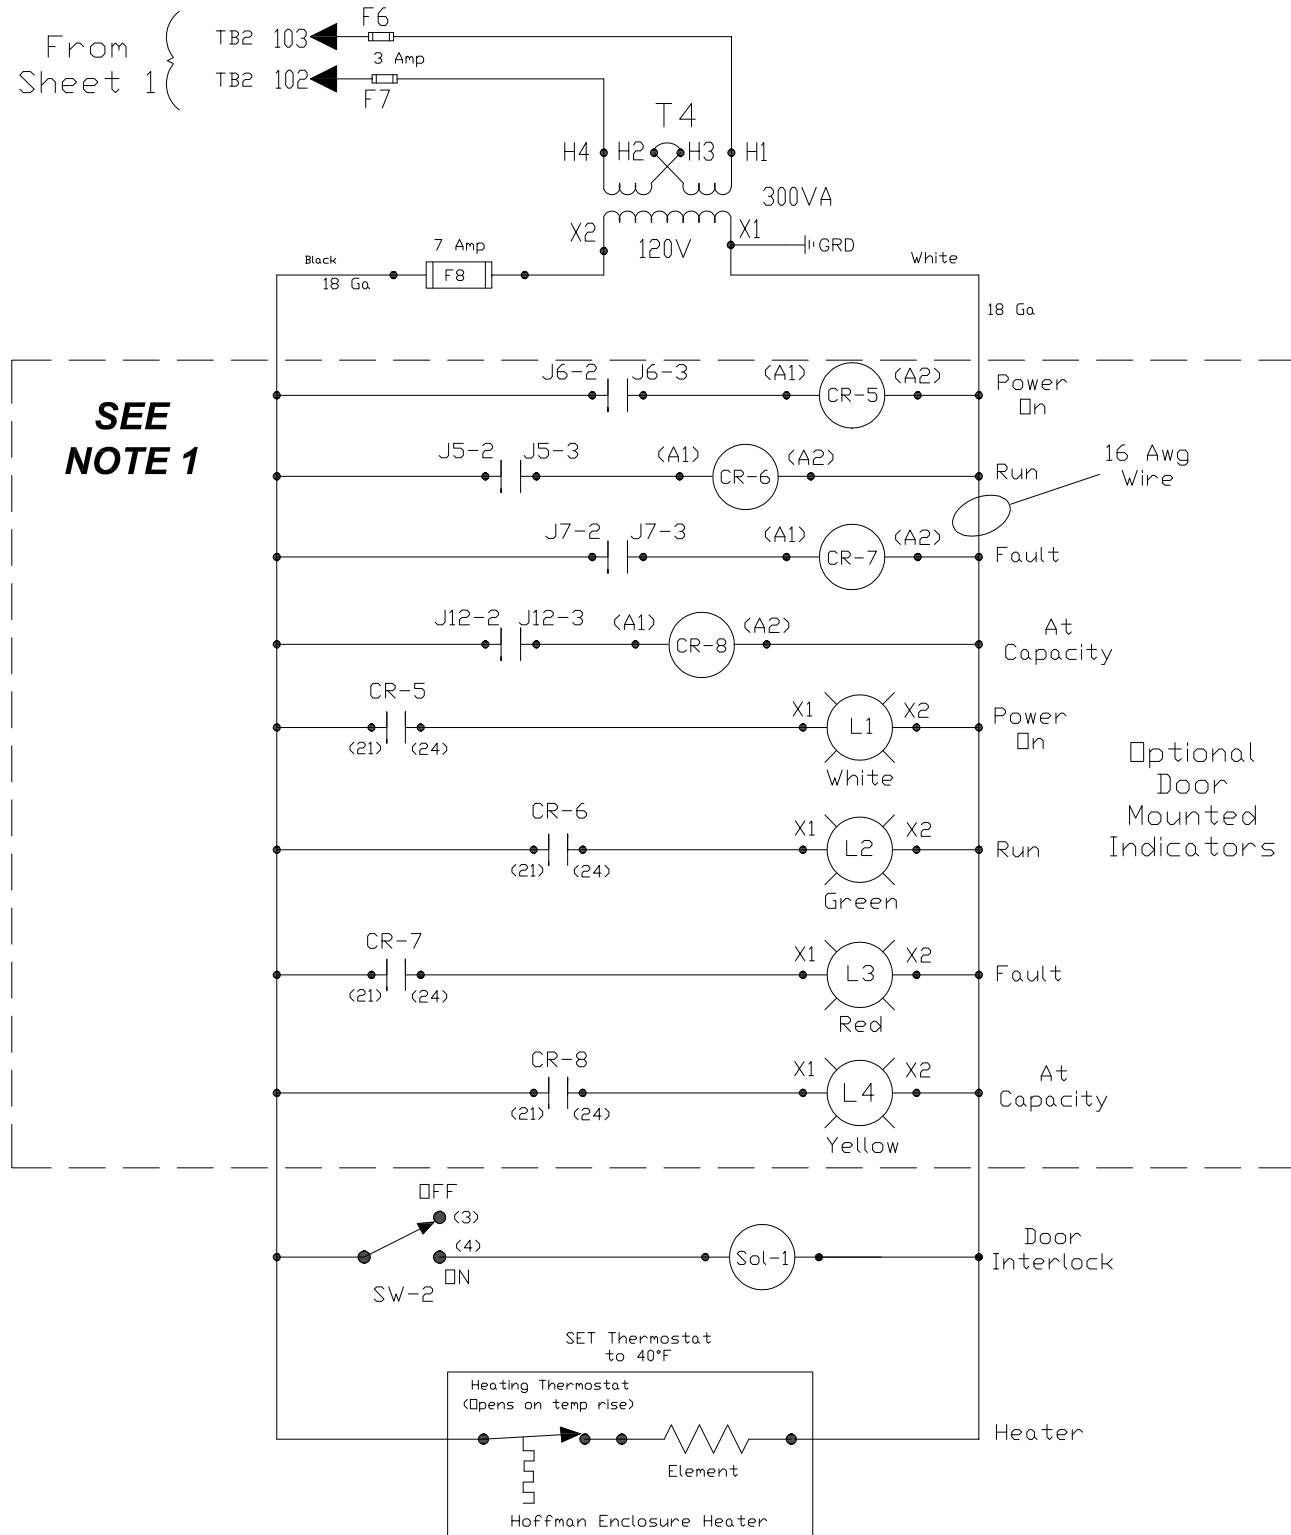 F6
From
Sheet 1
TB2 103
3 Amp
TB2 102
F7
T4
H4 H2 H3 H1
300VA
X2 X1
120V
GRD
7 Amp
F8
Black
18 Ga
White
18 Ga
SEE
NOTE 1
J6-2 J6-3 (A1) CR-5 (A2)
Power
On
J5-2 J5-3 (A1) CR-6 (A2) Run
16 Awg
Wire
J7-2 J7-3 (A1) CR-7 (A2) Fault
J12-2 J12-3 (A1) CR-8 (A2)
At
Capacity
CR-5
(21) (24)
X1 L1 X2
White
Power
On
Optional
Door
Mounted
Indicators
CR-6
(21) (24)
X1 L2 X2 Run
Green
CR-7
(21) (24)
X1 L3 X2 Fault
Red
CR-8
(21) (24)
X1 L4 X2
Yellow
At
Capacity
OFF
(3)
(4)
ON
SW-2
Sol-1
Door
Interlock
SET Thermostat
to 40°F
Heating Thermostat
(Opens on temp rise)
Element
Heater
Hoffman Enclosure Heater